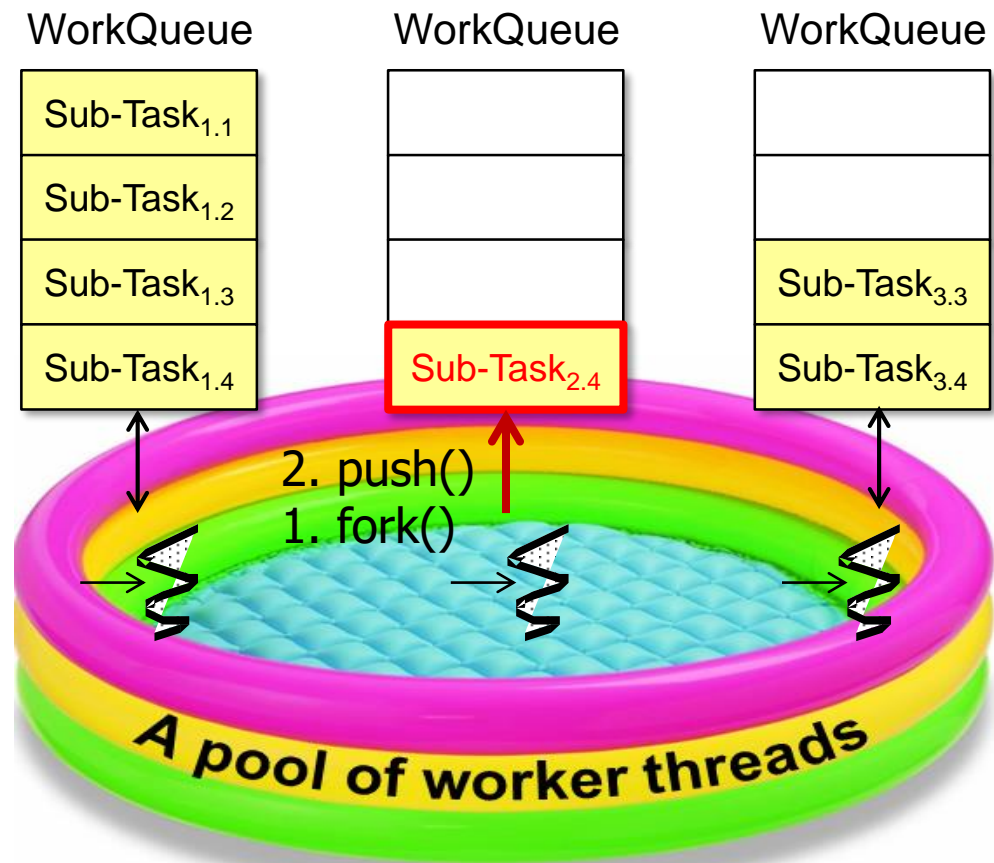 WorkQueue WorkQueue WorkQueue
Sub-Task1.1
Sub-Task1.2
Sub-Task1.3 Sub-Task3.3
Sub-Task1.4 Sub-Task2.4 Sub-Task3.4
2. push()
1. fork()
A pool of worker threads